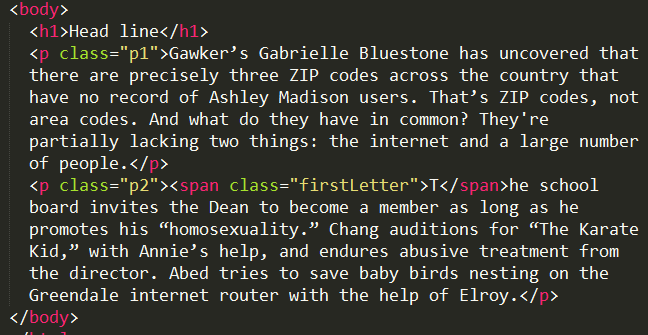 <body>
<h1>Head line</h1>
<p class="p1">Gawker’s Gabrielle Bluestone has uncovered that
there are precisely three ZIP codes across the country that
have no record of Ashley Madison users. That’s ZIP codes, not
area codes. And what do they have in common? They're
partially lacking two things: the internet and a large number
of people.</p>
<p class="p2"><span class="firstLetter">T</span>he school
board invites the Dean to become a member as long as he
promotes his “homosexuality.” Chang auditions for “The Karate
Kid,” with Annie’s help, and endures abusive treatment from
the director. Abed tries to save baby birds nesting on the
Greendale internet router with the help of Elroy.</p>
</body>